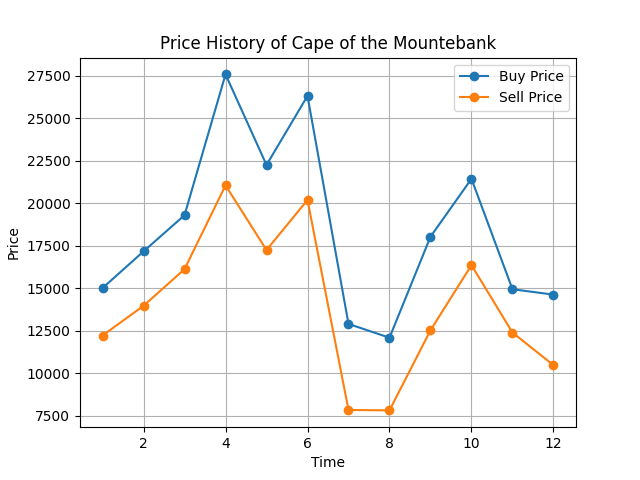 Price History of Cape of the Mountebank
Buy Price
Sell Price
27500
25000
22500
20000
17500
15000
12500
10000
7500
Price
2 4 6 8 10 12
Time